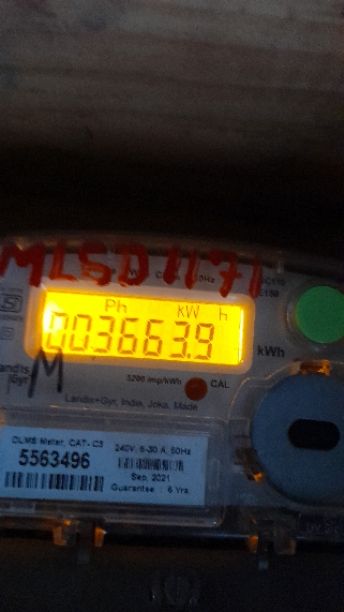 MLSD1171
Ph kW h
003663.9
kWh
M
3200 imp/kWh
CAL
Landis+Gyr, India, Joka, Made
DLMS Meter, CAT- C3
5563496
240V, 5-30 A, 50Hz
Sep, 2021
Guarantee : 5 Yrs